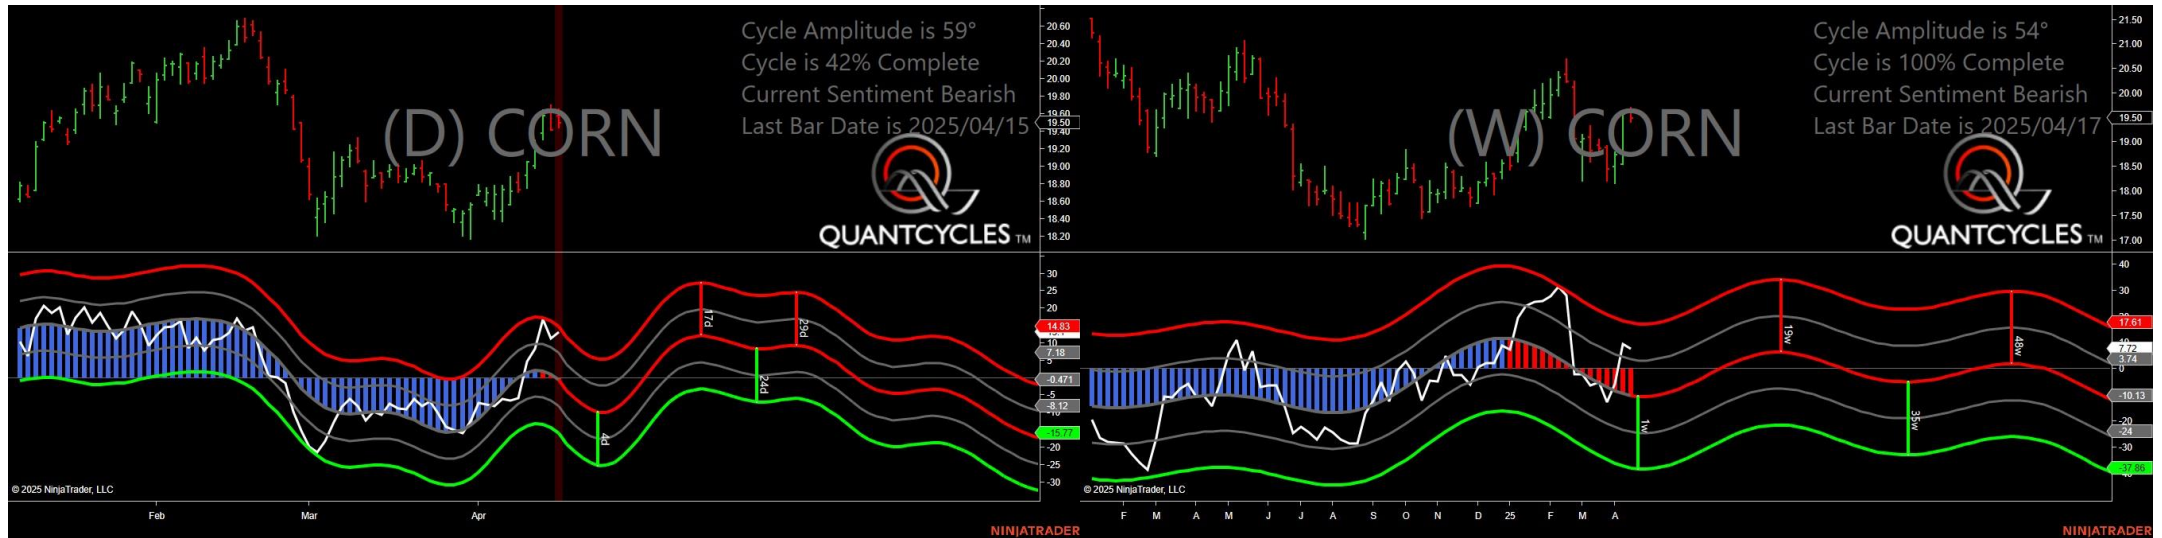 Cycle Amplitude is 59°
Cycle is 42% Complete
Current Sentiment Bearish
Last Bar Date is 2025/04/15
(D) CORN
QUANTCYCLES TM
20.60
20.40
20.20
20.00
19.80
19.60
19.50
19.40
19.20
19.00
18.80
18.60
18.40
18.20
30
25
20
14.83
10
7.18
-0.471
-5
-8.12
-10
-15.77
-20
-25
-30
17d
29d
24d
4d
© 2025 NinjaTrader, LLC
Feb
Mar
Apr
NINJATRADER
Cycle Amplitude is 54°
Cycle is 100% Complete
Current Sentiment Bearish
Last Bar Date is 2025/04/17
(W) CORN
QUANTCYCLES TM
21.50
21.00
20.50
20.00
19.50
19.00
18.50
18.00
17.50
17.00
40
30
17.61
7.72
3.74
0
-10.13
-20
-24
-30
-37.86
19w
48w
1w
35w
© 2025 NinjaTrader, LLC
F
M
A
M
J
J
A
S
O
N
D
25
F
M
A
NINJATRADER